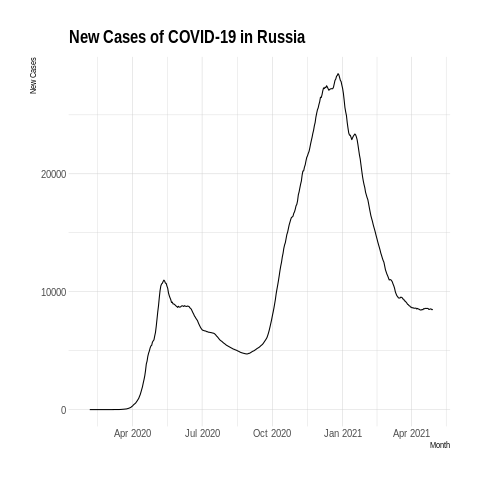 New Cases of COVID-19 in Russia
New Cases
20000
10000
0
Apr 2020 Jul 2020 Oct 2020 Jan 2021 Apr 2021
Month